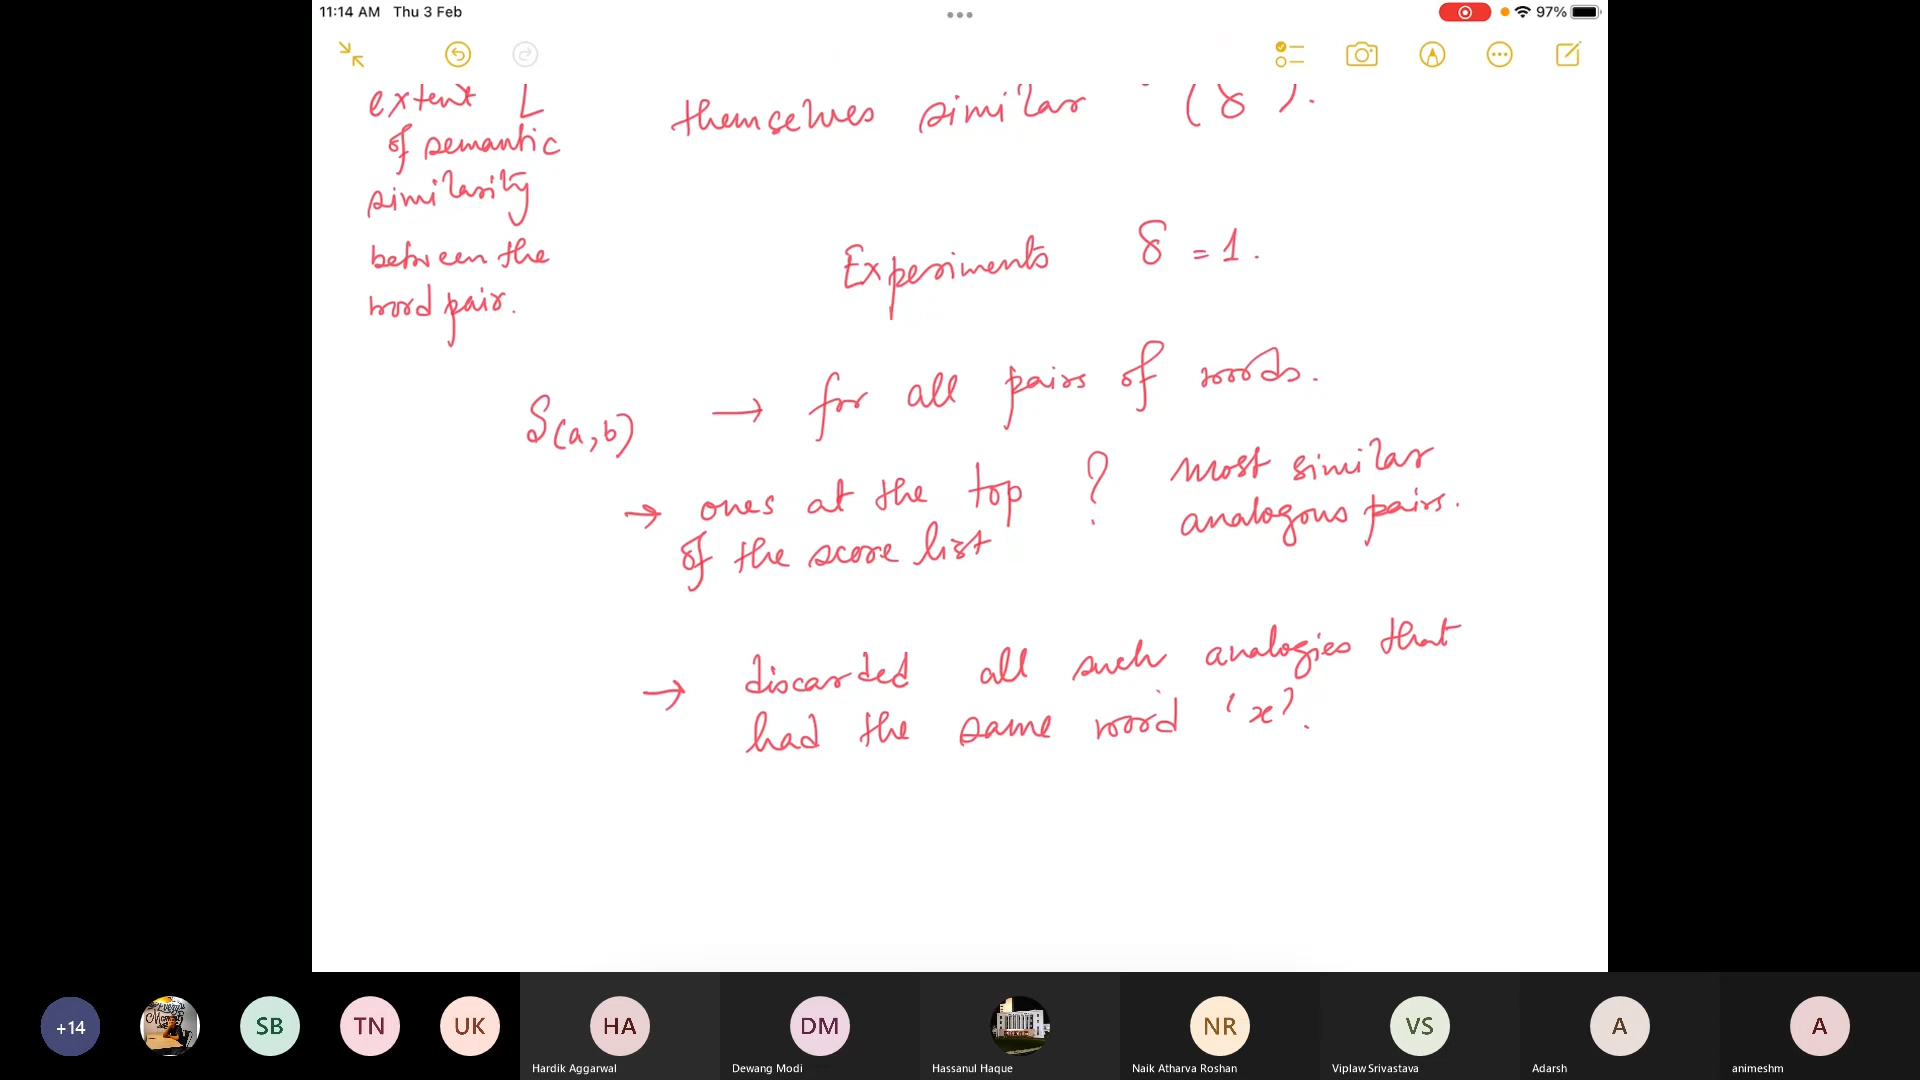 11:14 AM Thu 3 Feb
97%
extent L
of semantic
similarity
between the
word pair.
themselves similar (δ).
Experiments δ = 1.
S(a,b) → for all pairs of words.
→ ones at the top ? most similar
of the score list analogous pairs.
→ discarded all such analogies that
had the same word 'x'.
+14
SB
TN
UK
HA
DM
NR
VS
A
A
Hardik Aggarwal
Dewang Modi
Hassanul Haque
Naik Atharva Roshan
Viplaw Srivastava
Adarsh
animeshm